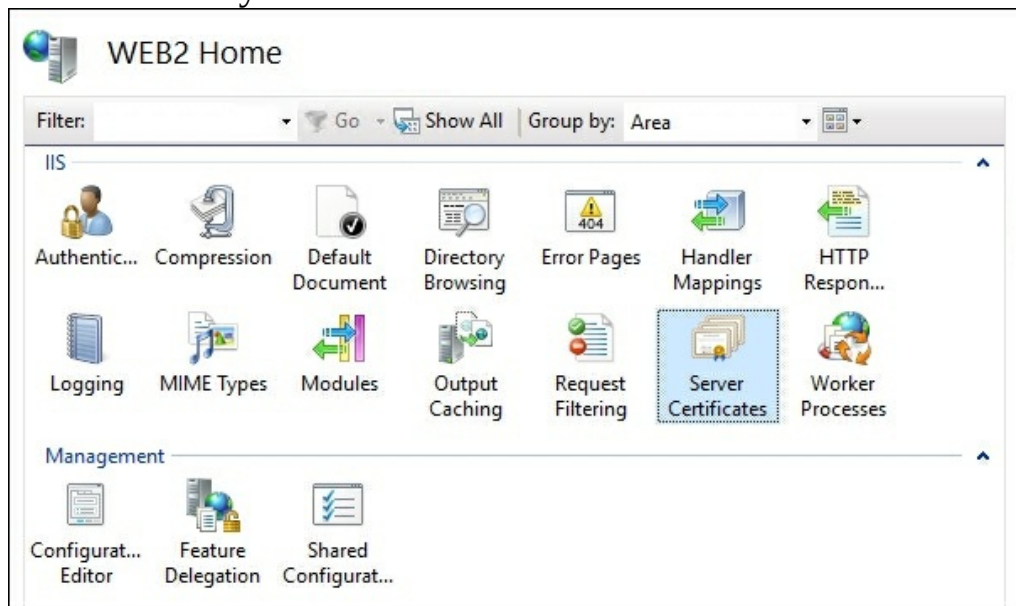 WEB2 Home
Filter: Go Show All Group by: Area
IIS
Authentic... Compression Default Document Directory Browsing Error Pages Handler Mappings HTTP Respon...
Logging MIME Types Modules Output Caching Request Filtering Server Certificates Worker Processes
Management
Configurat... Editor Feature Delegation Shared Configurat...
404